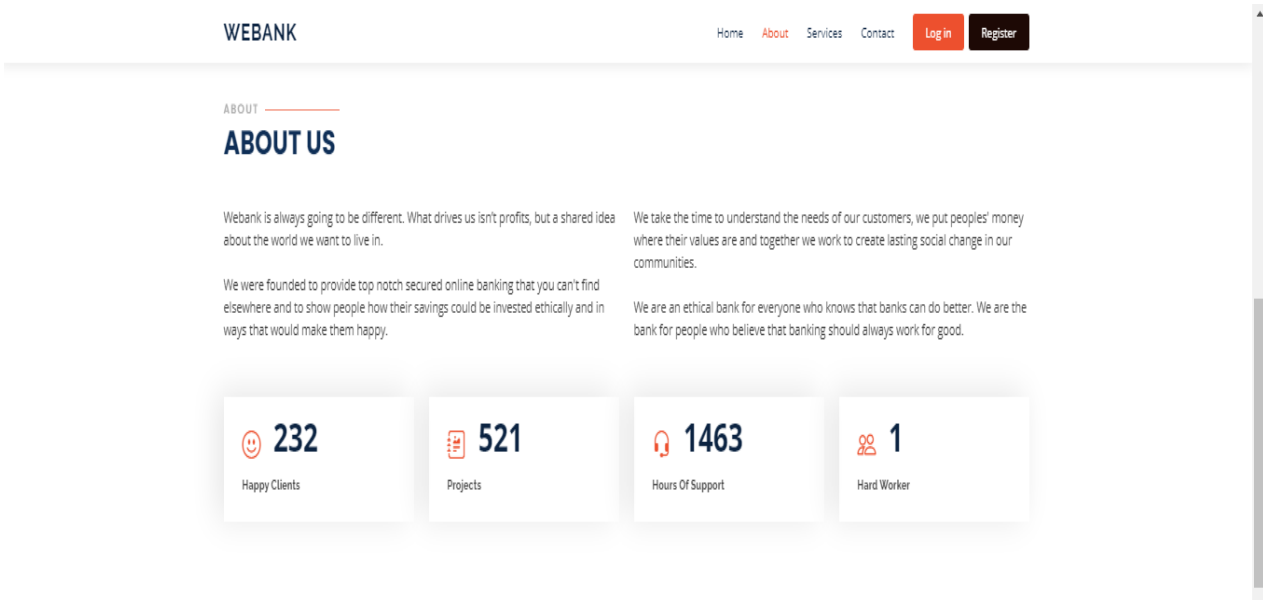 WEBANK
Home About Services Contact Log in Register
ABOUT
ABOUT US
Webank is always going to be different. What drives us isn't profits, but a shared idea
about the world we want to live in.
We were founded to provide top notch secured online banking that you can't find
elsewhere and to show people how their savings could be invested ethically and in
ways that would make them happy.
We take the time to understand the needs of our customers, we put peoples' money
where their values are and together we work to create lasting social change in our
communities.
We are an ethical bank for everyone who knows that banks can do better. We are the
bank for people who believe that banking should always work for good.
232
Happy Clients
521
Projects
1463
Hours Of Support
1
Hard Worker